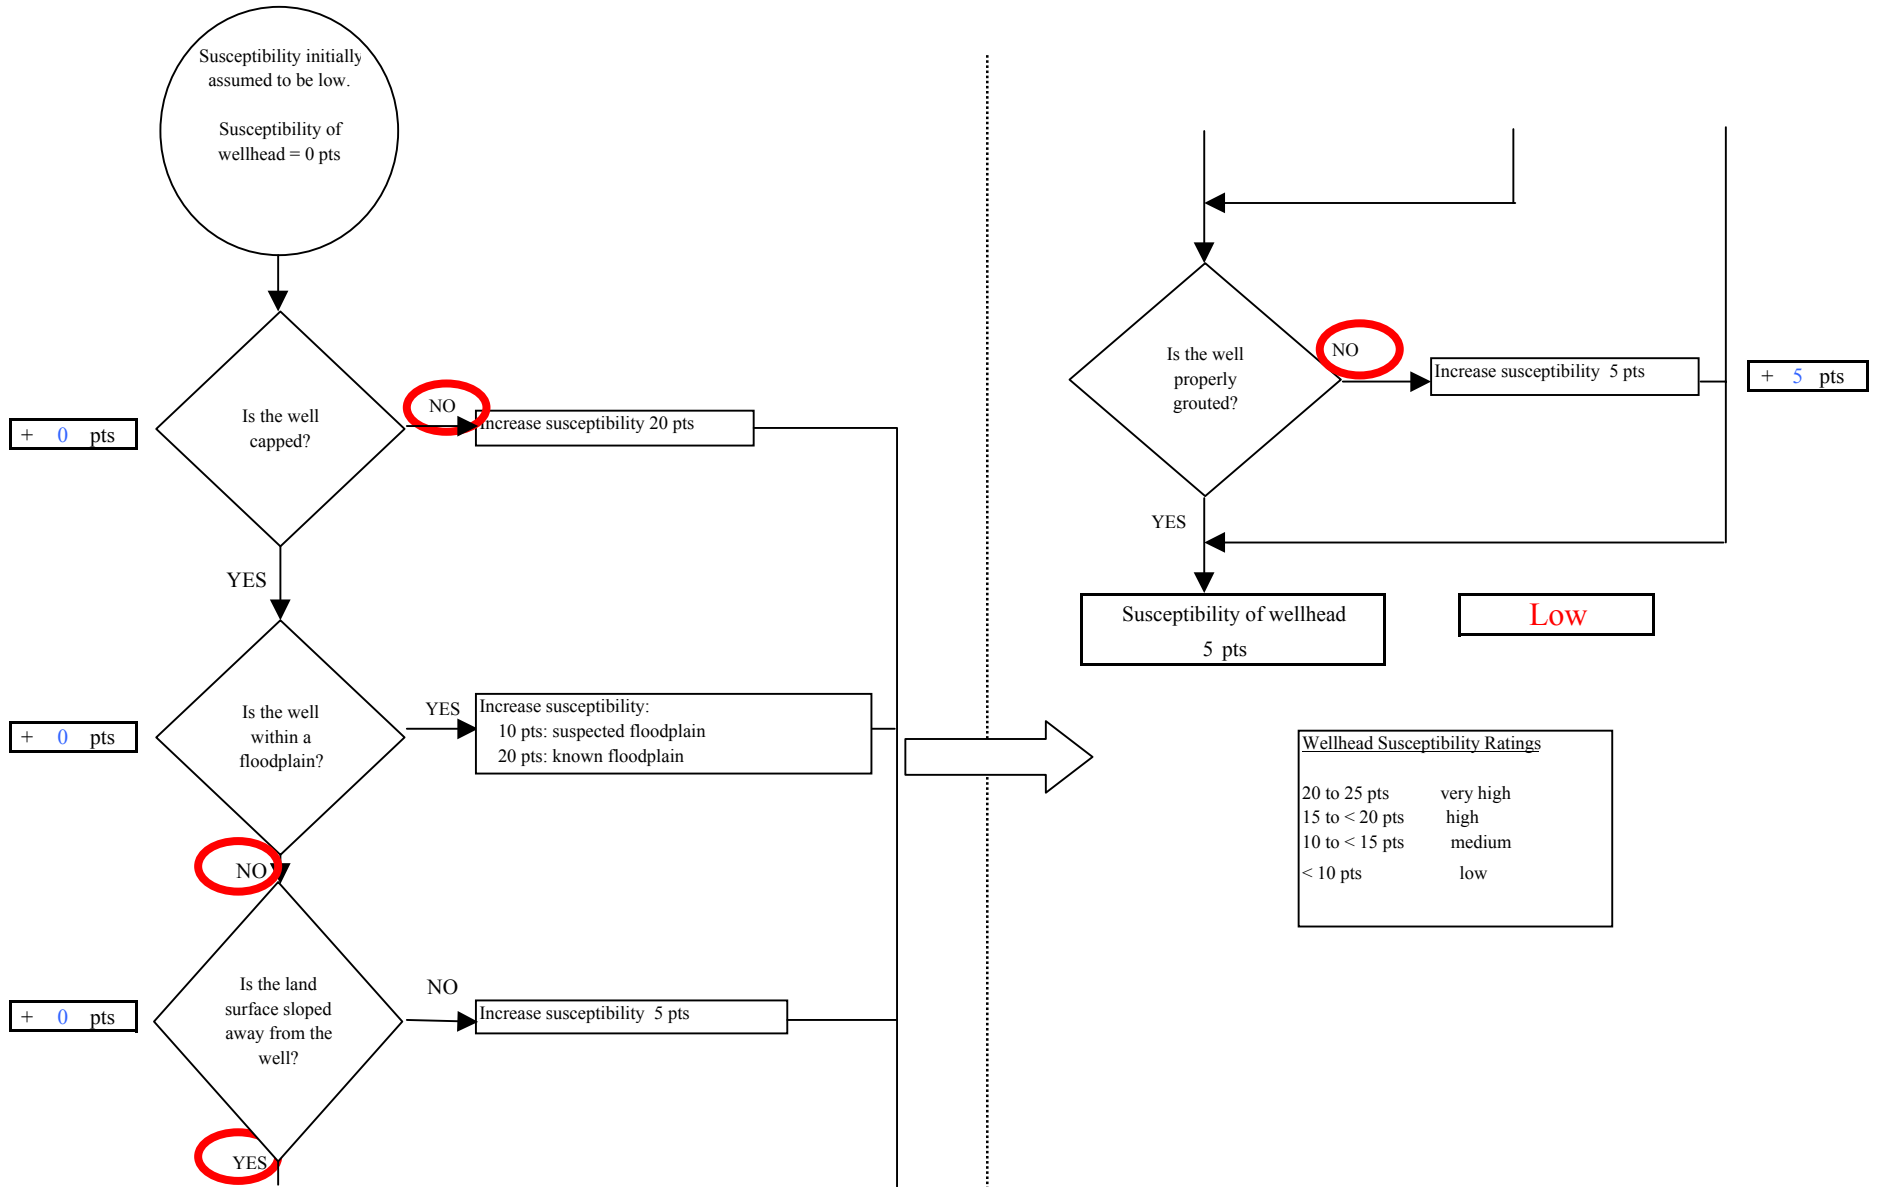 Susceptibility initially
assumed to be low.
Susceptibility of
wellhead = 0 pts
Is the well
capped?
NO
Increase susceptibility 20 pts
+ 0 pts
YES
Is the well
within a
floodplain?
YES
Increase susceptibility:
10 pts: suspected floodplain
20 pts: known floodplain
+ 0 pts
NO
Is the land
surface sloped
away from the
well?
NO
Increase susceptibility 5 pts
+ 0 pts
YES
Is the well
properly
grouted?
NO
Increase susceptibility 5 pts
+ 5 pts
YES
Susceptibility of wellhead
5 pts
Low
Wellhead Susceptibility Ratings
20 to 25 pts very high
15 to < 20 pts high
10 to < 15 pts medium
< 10 pts low